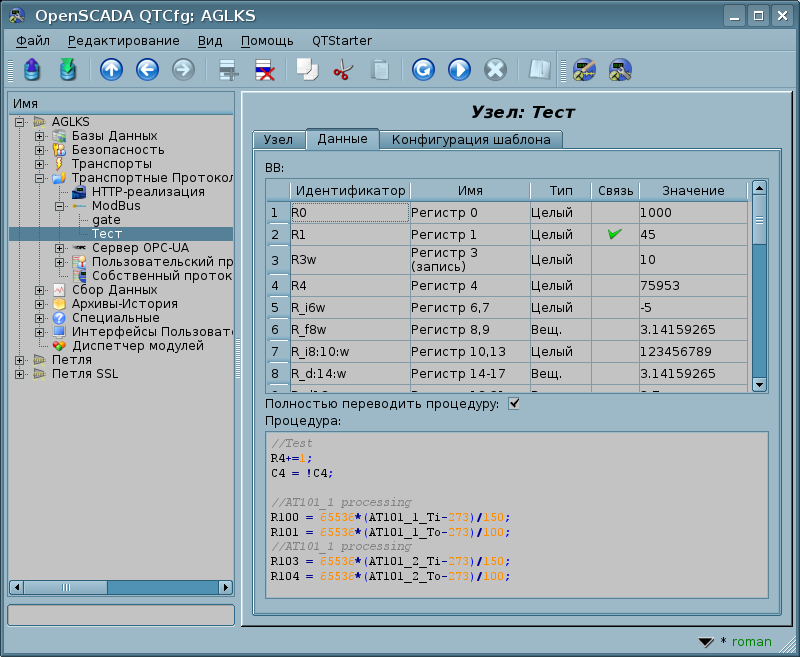 OpenSCADA QTCfg: AGLKS
Файл Редактирование Вид Помощь QTStarter
Имя
AGLKS
Базы Данных
Безопасность
Транспорты
Транспортные Протокол
HTTP-реализация
ModBus
gate
Тест
Сервер OPC-UA
Пользовательский пр
Собственный проток
Сбор Данных
Архивы-История
Специальные
Интерфейсы Пользоват
Диспетчер модулей
Петля
Петля SSL
Узел: Тест
Узел Данные Конфигурация шаблона
ВВ:
Идентификатор Имя Тип Связь Значение
1 R0 Регистр 0 Целый 1000
2 R1 Регистр 1 Целый 45
3 R3w Регистр 3 (запись) Целый 10
4 R4 Регистр 4 Целый 75953
5 R_i6w Регистр 6,7 Целый -5
6 R_f8w Регистр 8,9 Вещ. 3.14159265
7 R_i8:10:w Регистр 10,13 Целый 123456789
8 R_d:14:w Регистр 14-17 Вещ. 3.14159265
Полностью переводить процедуру:
Процедура:
//Test
R4+=1;
C4 = !C4;
//AT101_1 processing
R100 = 65536*(AT101_1_Ti-273)/150;
R101 = 65536*(AT101_1_To-273)/100;
//AT101_1 processing
R103 = 65536*(AT101_2_Ti-273)/150;
R104 = 65536*(AT101_2_To-273)/100;
* roman